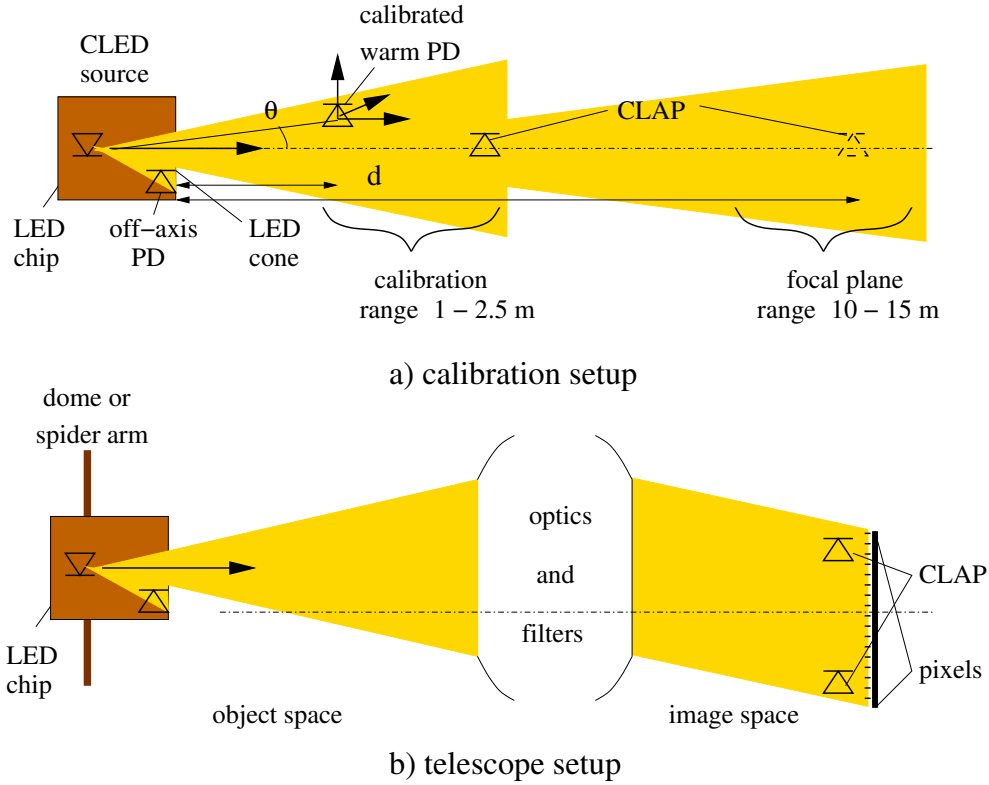 calibrated
warm PD
CLED
source
θ
CLAP
d
LED
chip
off−axis
PD
LED
cone
calibration
range 1 − 2.5 m
focal plane
range 10 − 15 m
a) calibration setup
dome or
spider arm
optics
and
filters
CLAP
pixels
LED
chip
object space
image space
b) telescope setup